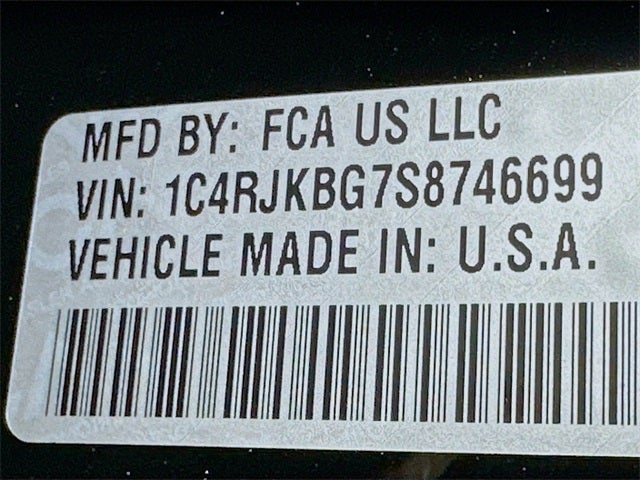 MFD BY: FCA US LLC
VIN: 1C4RJKBG7S8746699
VEHICLE MADE IN: U.S.A.